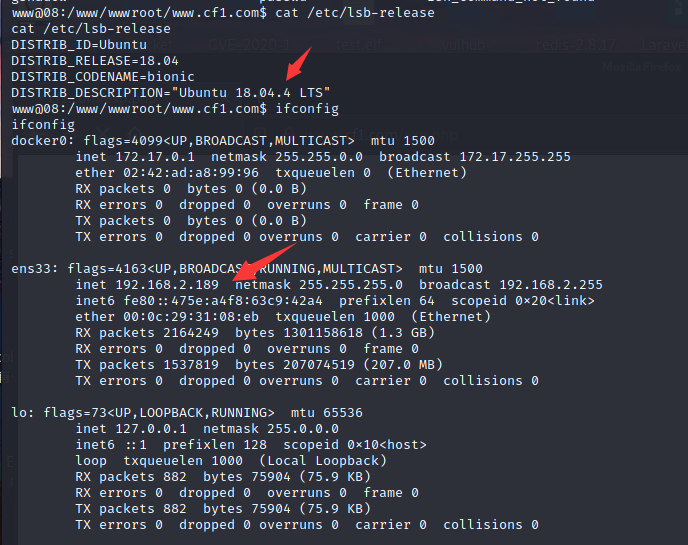 www@08:/www/wwwroot/www.cf1.com$ cat /etc/lsb-release
cat /etc/lsb-release
DISTRIB_ID=Ubuntu
DISTRIB_RELEASE=18.04
DISTRIB_CODENAME=bionic
DISTRIB_DESCRIPTION="Ubuntu 18.04.4 LTS"
www@08:/www/wwwroot/www.cf1.com$ ifconfig
ifconfig
docker0: flags=4099<UP,BROADCAST,MULTICAST>  mtu 1500
        inet 172.17.0.1  netmask 255.255.0.0  broadcast 172.17.255.255
        ether 02:42:ad:a8:99:96  txqueuelen 0  (Ethernet)
        RX packets 0  bytes 0 (0.0 B)
        RX errors 0  dropped 0  overruns 0  frame 0
        TX packets 0  bytes 0 (0.0 B)
        TX errors 0  dropped 0 overruns 0  carrier 0  collisions 0

ens33: flags=4163<UP,BROADCAST,RUNNING,MULTICAST>  mtu 1500
        inet 192.168.2.189  netmask 255.255.255.0  broadcast 192.168.2.255
        inet6 fe80::475e:a4f8:63c9:42a4  prefixlen 64  scopeid 0×20<link>
        ether 00:0c:29:31:08:eb  txqueuelen 1000  (Ethernet)
        RX packets 2164249  bytes 1301158618 (1.3 GB)
        RX errors 0  dropped 0  overruns 0  frame 0
        TX packets 1537819  bytes 207074519 (207.0 MB)
        TX errors 0  dropped 0 overruns 0  carrier 0  collisions 0

lo: flags=73<UP,LOOPBACK,RUNNING>  mtu 65536
        inet 127.0.0.1  netmask 255.0.0.0
        inet6 ::1  prefixlen 128  scopeid 0×10<host>
        loop  txqueuelen 1000  (Local Loopback)
        RX packets 882  bytes 75904 (75.9 KB)
        RX errors 0  dropped 0  overruns 0  frame 0
        TX packets 882  bytes 75904 (75.9 KB)
        TX errors 0  dropped 0 overruns 0  carrier 0  collisions 0